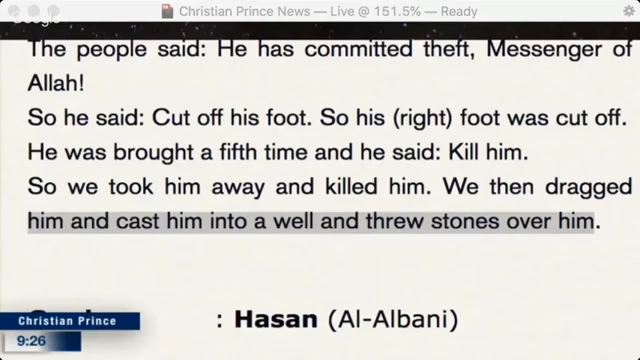 Christian Prince News — Live @ 151.5% — Ready
The people said: He has committed theft, Messenger of
Allah!
So he said: Cut off his foot. So his (right) foot was cut off.
He was brought a fifth time and he said: Kill him.
So we took him away and killed him. We then dragged
him and cast him into a well and threw stones over him.
: Hasan (Al-Albani)
Christian Prince
9:26